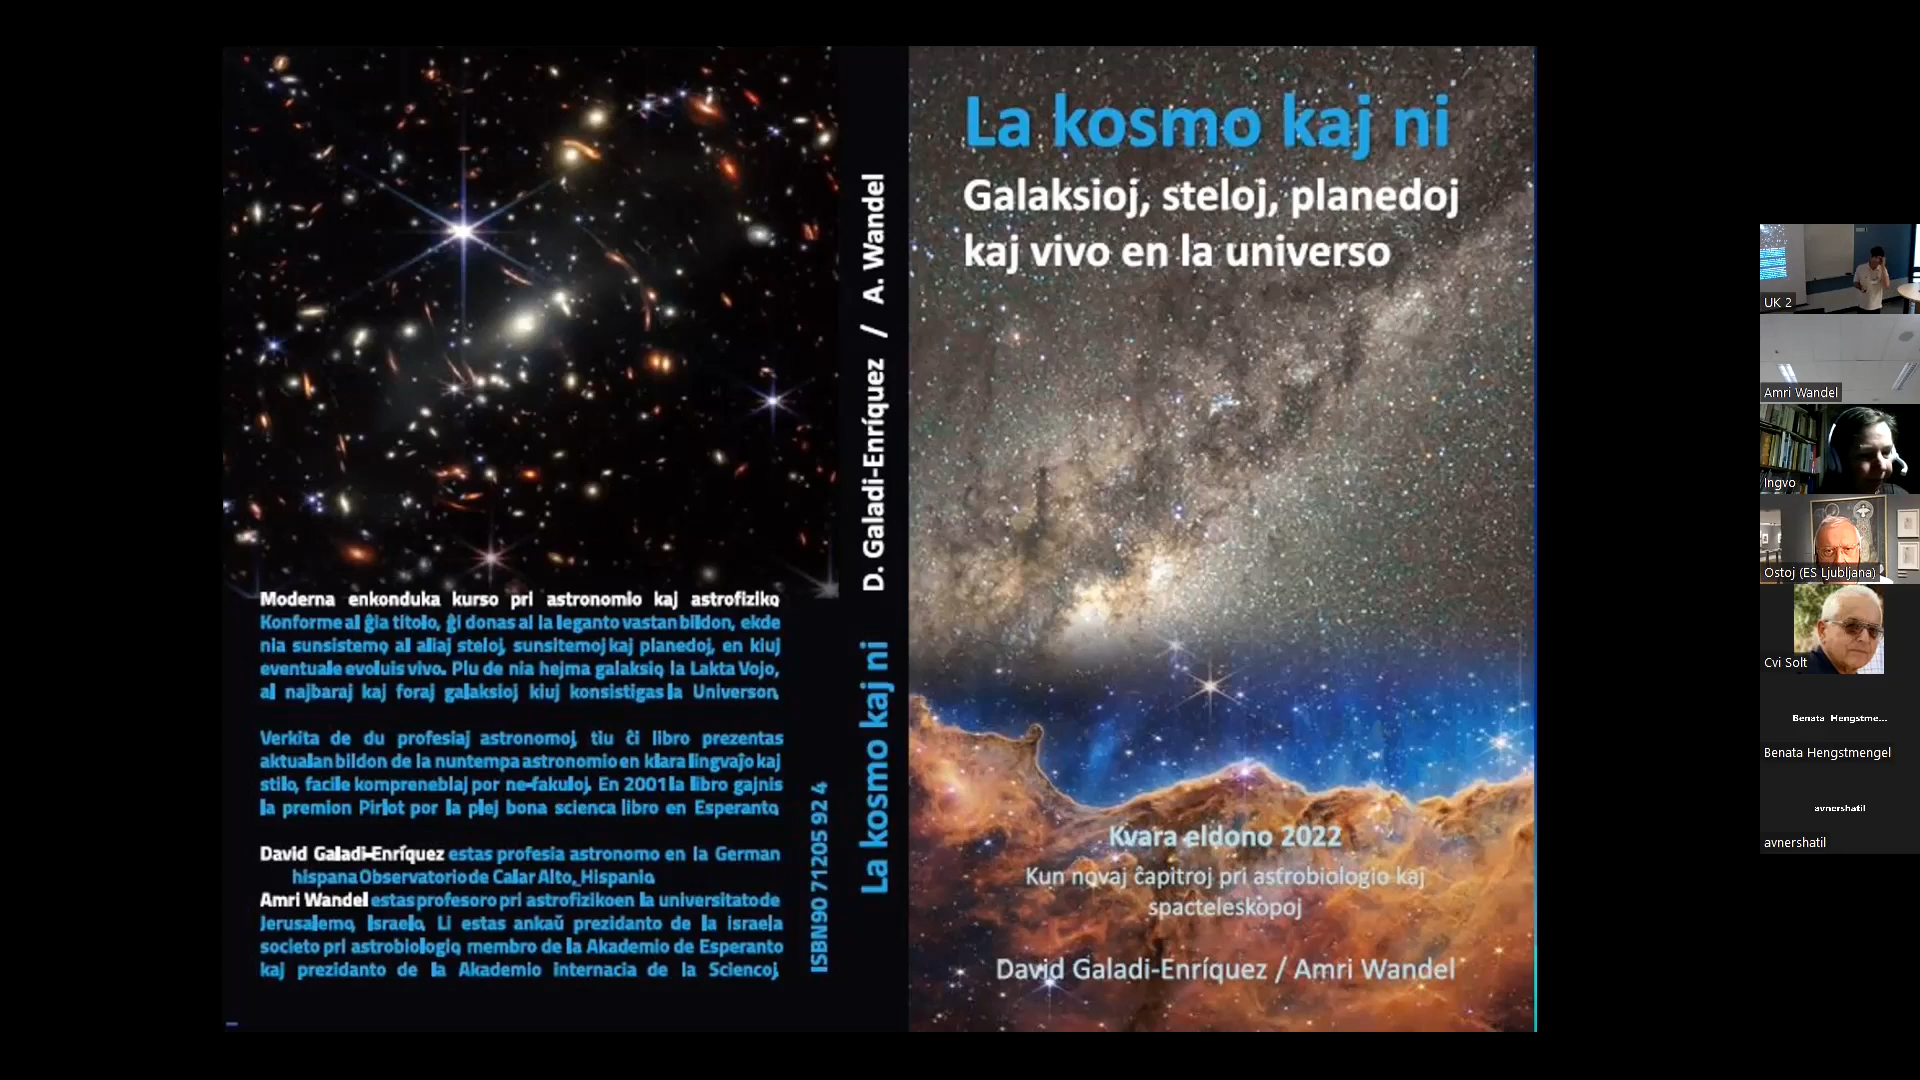 Moderna enkonduka kurso pri astronomio kaj astrofiziko
Konforme al ĝia titolo, ĝi donas al la leganto vastan bildon, ekde
nia sunsistemo al aliaj steloj, sunsitemoj kaj planedoj, en kiuj
eventuale evoluis vivo. Plu de nia hejma galaksio la Lakta Vojo,
al najbaraj kaj foraj galaksioj kiuj konsistigas la Universon,
Verkita de du profesiaj astronomoj, tiu ĉi libro prezentas
aktualan bildon de la nuntempa astronomio en klara lingvaĵo kaj
stilo, facile kompreneblaj por ne-fakuloj. En 2001 la libro gajnis
la premion Pirlot por la plej bona scienca libro en Esperanto.
David Galadi-Enríquez estas profesia astronomo en la German
hispana Observatorio de Calar Alto, Hispanio.
Amri Wandel estas profesoro pri astrofiziko en la universitato de
Jerusalemo, Israelo. Li estas ankaŭ prezidanto de la israela
societo pri astrobiologio, membro de la Akademio de Esperanto
kaj prezidanto de la Akademio internacia de la Sciencoj.
ISBN90 71205 92 4
La kosmo kaj ni D. Galadi-Enríquez / A. Wandel
La kosmo kaj ni
Galaksioj, steloj, planedoj
kaj vivo en la universo
Kvara eldono 2022
Kun novaj ĉapitroj pri astrobiologio kaj
spacteleskopoj
David Galadi-Enríquez / Amri Wandel
UK 2
Amri Wandel
Ingvo
Ostoj (ES Ljubljana)
Cvi Solt
Benata Hengstme...
Benata Hengstmengel
avnershatil
avnershatil